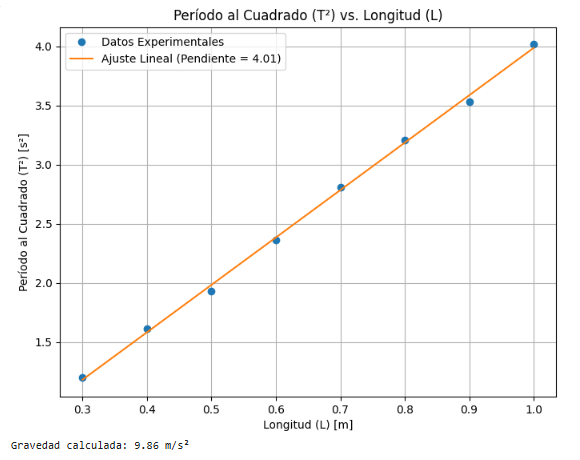 Período al Cuadrado (T²) vs. Longitud (L)
Datos Experimentales
Ajuste Lineal (Pendiente = 4.01)
Período al Cuadrado (T²) [s²]
4.0
3.5
3.0
2.5
2.0
1.5
0.3 0.4 0.5 0.6 0.7 0.8 0.9 1.0
Longitud (L) [m]
Gravedad calculada: 9.86 m/s²